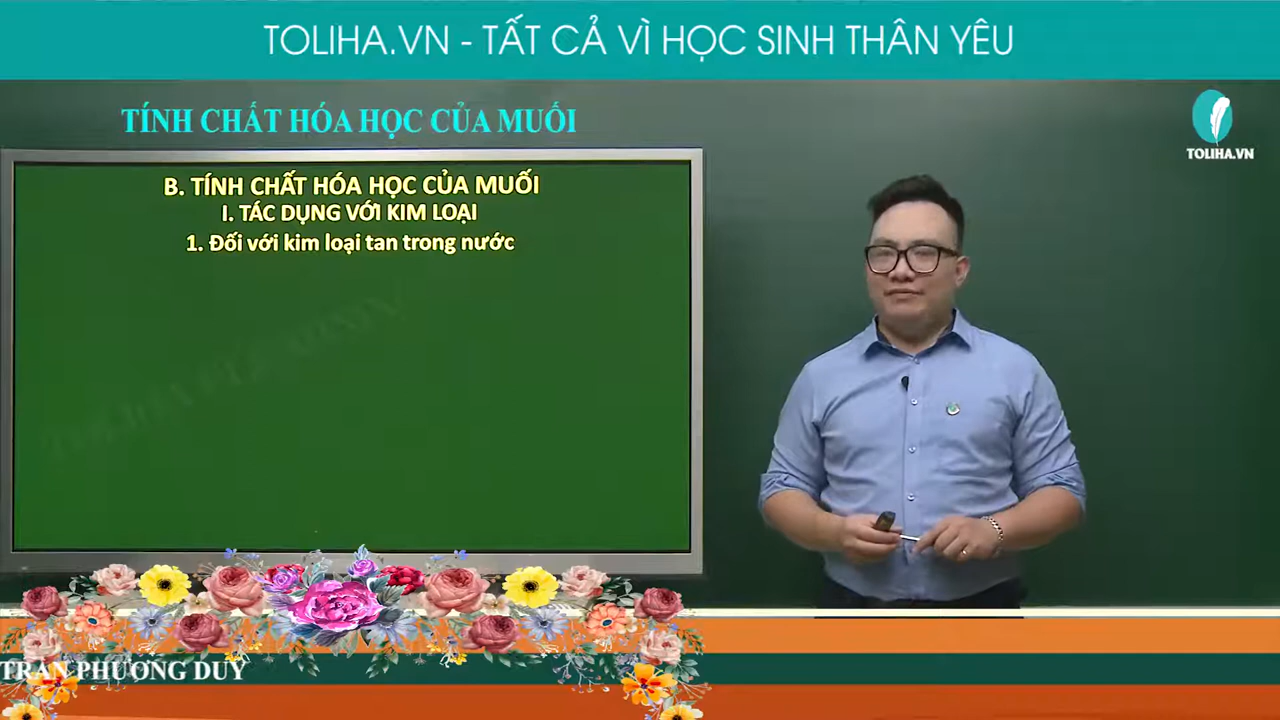 TOLIHA.VN - TẤT CẢ VÌ HỌC SINH THÂN YÊU
TÍNH CHẤT HÓA HỌC CỦA MUỐI
TOLIHA.VN
B. TÍNH CHẤT HÓA HỌC CỦA MUỐI
I. TÁC DỤNG VỚI KIM LOẠI
1. Đối với kim loại tan trong nước
TRẦN PHƯƠNG DUY